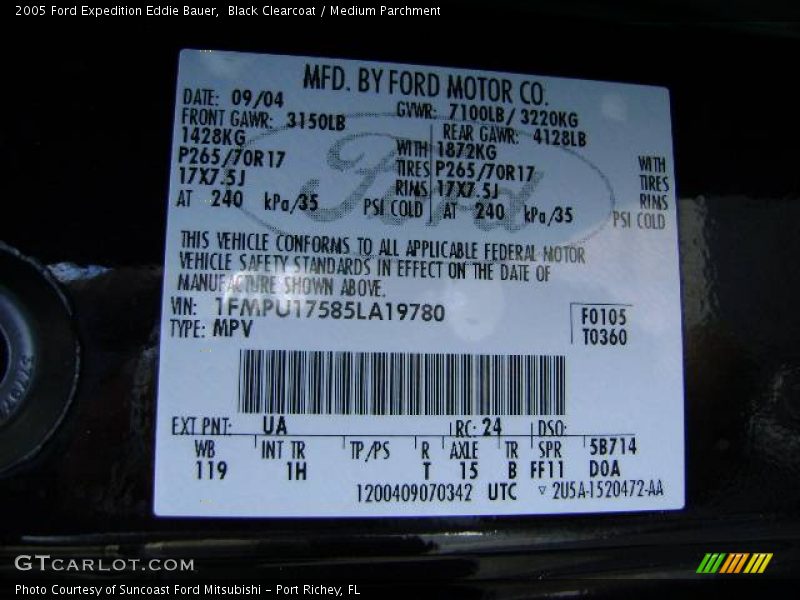 2005 Ford Expedition Eddie Bauer,  Black Clearcoat / Medium Parchment
MFD. BY FORD MOTOR CO.
DATE: 09/04 GVWR: 7100LB/ 3220KG
FRONT GAWR: 3150LB REAR GAWR: 4128LB
1428KG WITH 1872KG WITH
P265/70R17 TIRES P265/70R17 TIRES
17X7.5J RIMS 17X7.5J RIMS
AT 240 kPa/35 PSI COLD AT 240 kPa/35 PSI COLD
Ford
THIS VEHICLE CONFORMS TO ALL APPLICABLE FEDERAL MOTOR
VEHICLE SAFETY STANDARDS IN EFFECT ON THE DATE OF
MANUFACTURE SHOWN ABOVE.
VIN: 1FMPU17585LA19780
TYPE: MPV
F0105
T0360
EXT PNT: UA RC: 24 DSO:
WB INT TR TP/PS R AXLE TR SPR 5B714
119 1H T 15 B FF11 D0A
1200409070342 UTC ▽ 2U5A-1520472-AA
GTCARLOT.COM
Photo Courtesy of Suncoast Ford Mitsubishi - Port Richey, FL